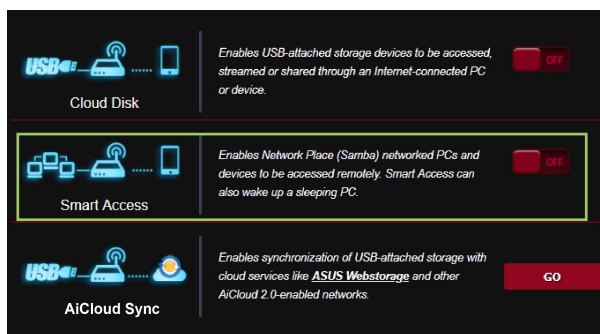 Enables USB-attached storage devices to be accessed,
streamed or shared through an Internet-connected PC
or device.
USB
OFF
Cloud Disk
Enables Network Place (Samba) networked PCs and
devices to be accessed remotely. Smart Access can
also wake up a sleeping PC.
OFF
Smart Access
Enables synchronization of USB-attached storage with
cloud services like ASUS Webstorage and other
AiCloud 2.0-enabled networks.
USB
GO
AiCloud Sync